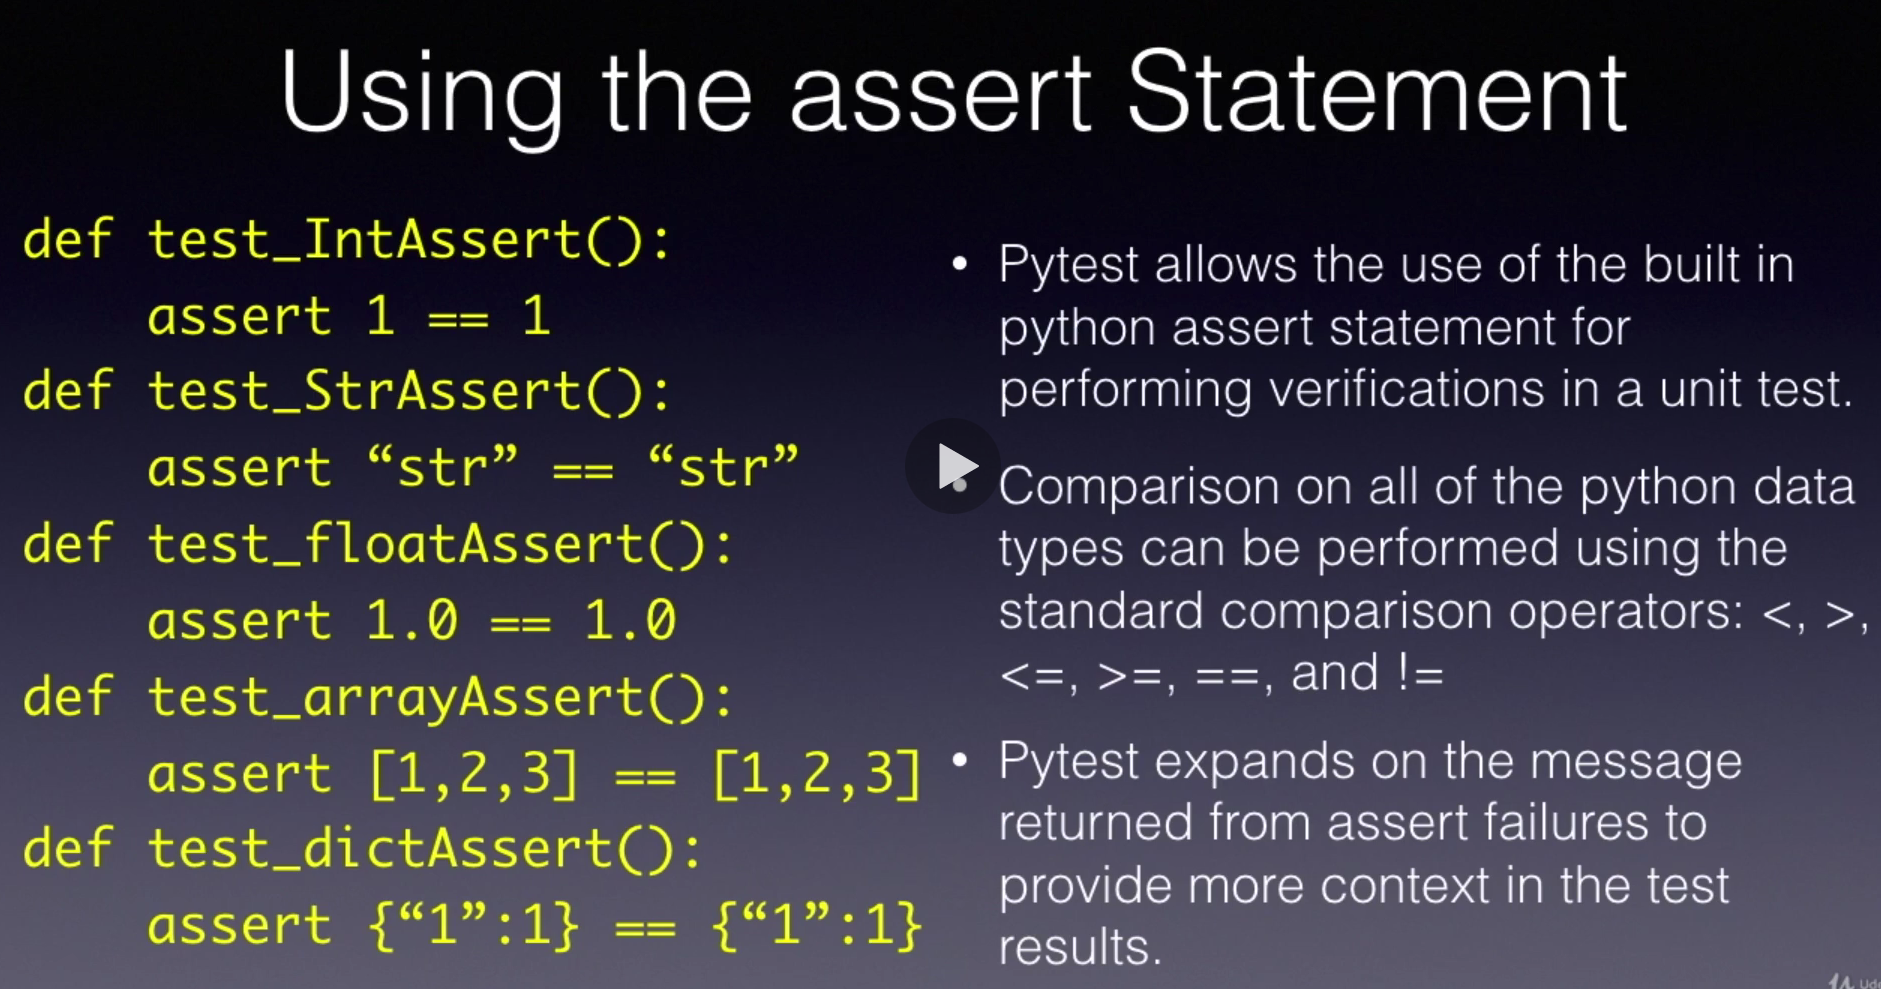 Using the assert Statement
def test_IntAssert():
assert 1 == 1
def test_StrAssert():
assert “str” == “str”
def test_floatAssert():
assert 1.0 == 1.0
def test_arrayAssert():
assert [1,2,3] == [1,2,3]
def test_dictAssert():
assert {“1”:1} == {“1”:1}
• Pytest allows the use of the built in
python assert statement for
performing verifications in a unit test.
• Comparison on all of the python data
types can be performed using the
standard comparison operators: <, >,
<=, >=, ==, and !=
• Pytest expands on the message
returned from assert failures to
provide more context in the test
results.